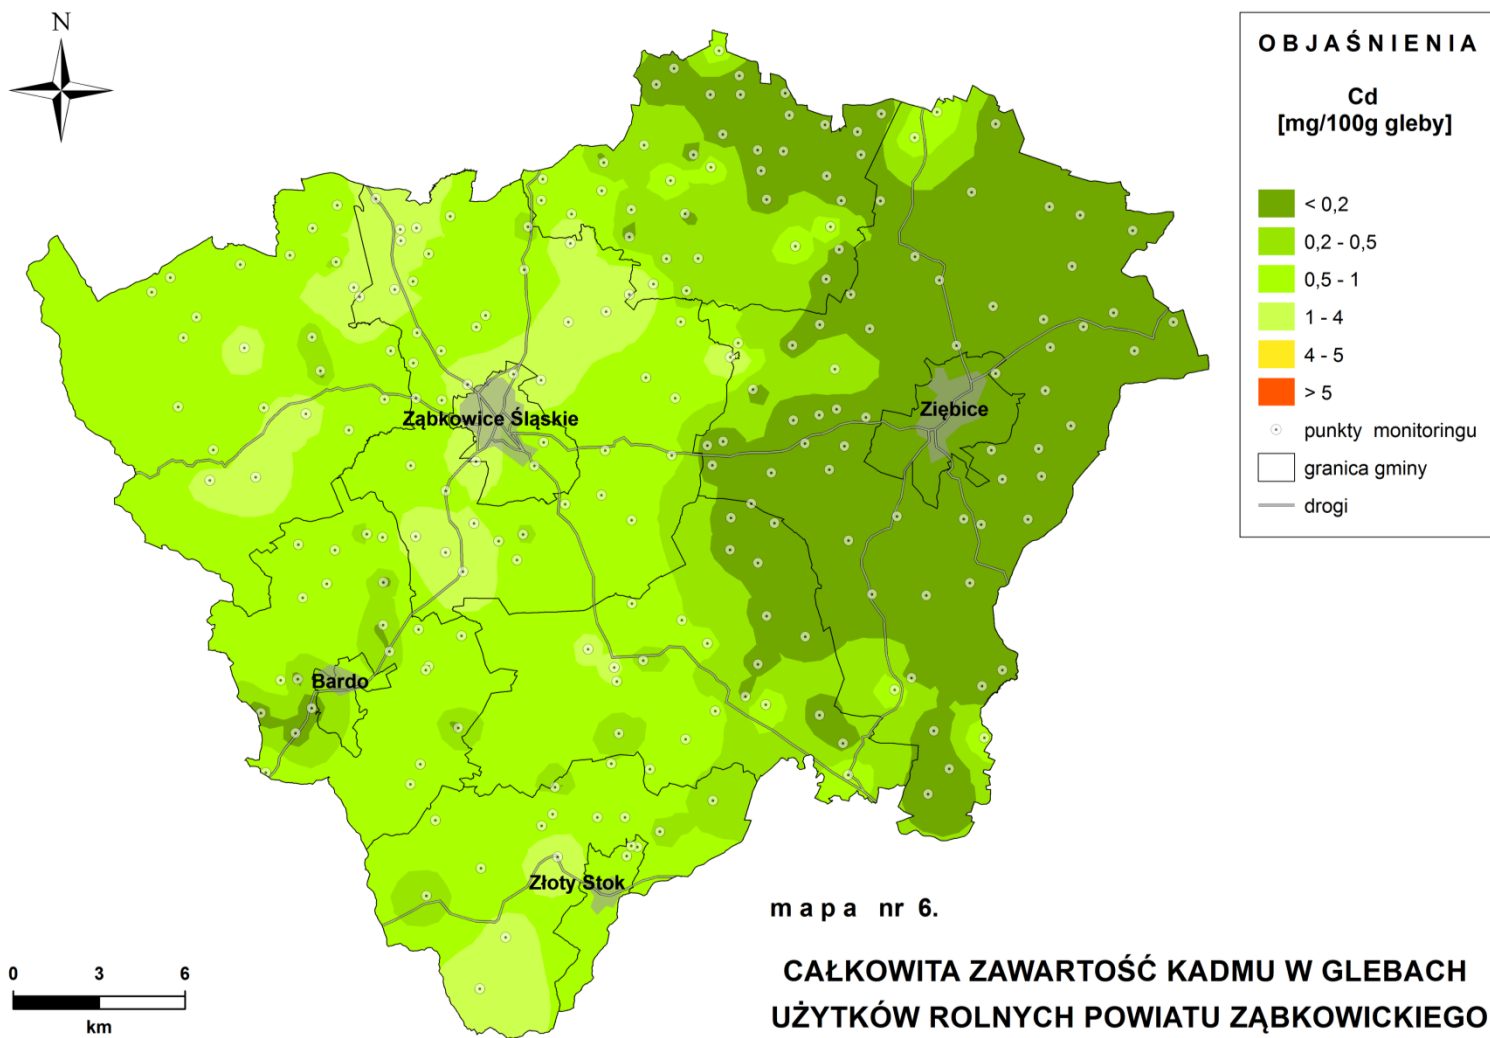 N
OBJAŚNIENIA
Cd
[mg/100g gleby]
< 0,2
0,2 - 0,5
0,5 - 1
1 - 4
4 - 5
> 5
punkty monitoringu
granica gminy
drogi
Ząbkowice Śląskie
Ziębice
Bardo
Złoty Stok
mapa nr 6.
CAŁKOWITA ZAWARTOŚĆ KADMU W GLEBACH
UŻYTKÓW ROLNYCH POWIATU ZĄBKOWICKIEGO
0 3 6
km